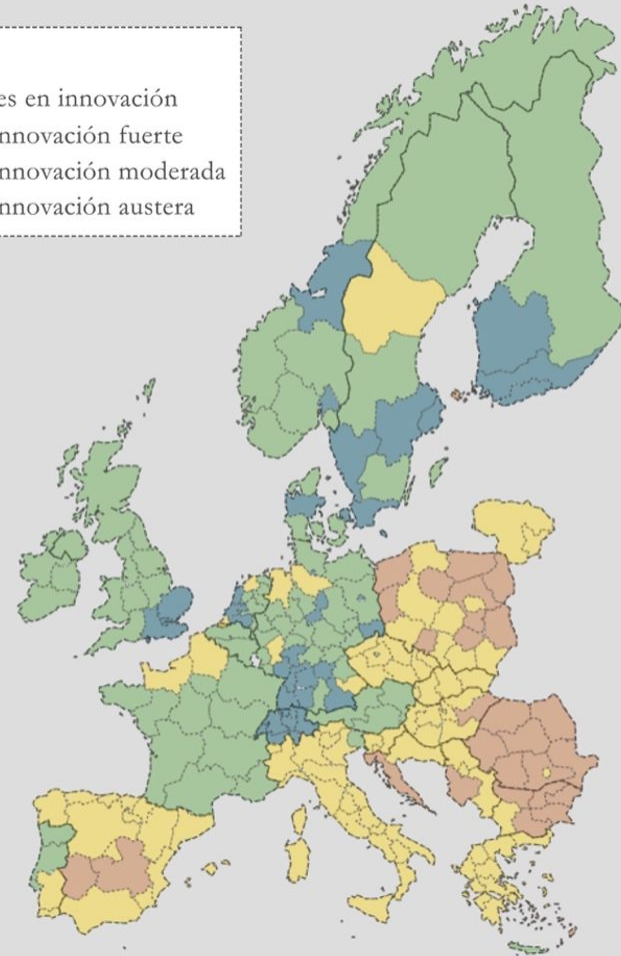 es en innovación
nnovación fuerte
nnovación moderada
nnovación austera